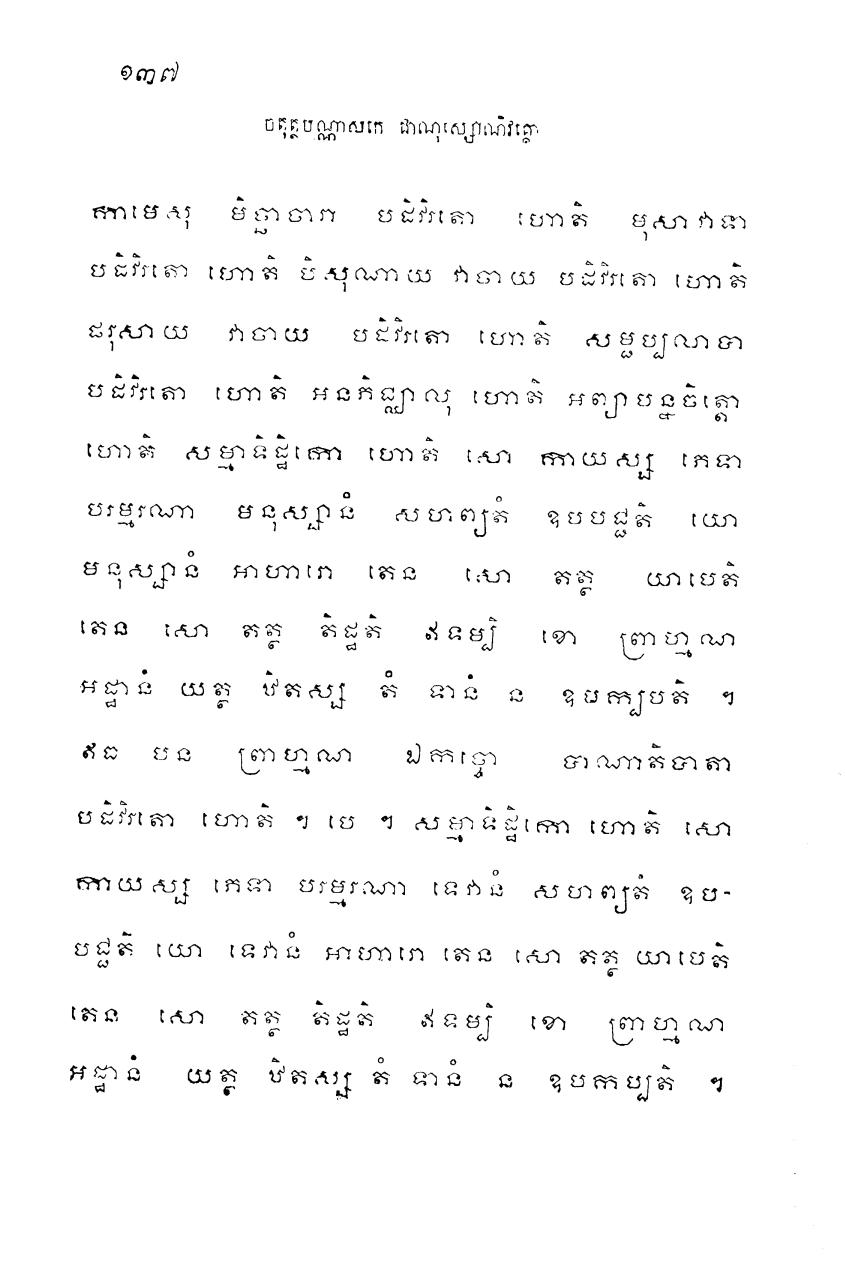 ១៣៧
ចតុត្ថបណ្ណាសកេ ជាណុស្សោណិវគ្គោ
កាមេសុ មិច្ឆាចារា បដិវិរតោ ហោតិ មុសាវាទា
បដិវិរតោ ហោតិ បិសុណាយ វាចាយ បដិវិរតោ ហោតិ
ផរុសាយ វាចាយ បដិវិរតោ ហោតិ សម្ផប្បលាបា
បដិវិរតោ ហោតិ អនភិជ្ឈាលុ ហោតិ អព្យាបន្នចិត្តោ
ហោតិ សម្មាទិដ្ឋិកោ ហោតិ សោ កាយស្ស ភេទា
បរម្មរណា មនុស្សានំ សហព្យតំ ឧបបជ្ជតិ យោ
មនុស្សានំ អាហារោ តេន សោ តត្ថ យាបេតិ
តេន សោ តត្ថ តិដ្ឋតិ ឥទម្បិ ខោ ព្រាហ្មណ
អដ្ឋានំ យត្ថ ឋិតស្ស តំ ទានំ ន ឧបកប្បតិ ។
ឥធ បន ព្រាហ្មណ ឯកច្ចោ បាណាតិបាតា
បដិវិរតោ ហោតិ ។ បេ ។ សម្មាទិដ្ឋិកោ ហោតិ សោ
កាយស្ស ភេទា បរម្មរណា ទេវានំ សហព្យតំ ឧប-
បជ្ជតិ យោ ទេវានំ អាហារោ តេន សោ តត្ថ យាបេតិ
តេន សោ តត្ថ តិដ្ឋតិ ឥទម្បិ ខោ ព្រាហ្មណ
អដ្ឋានំ យត្ថ ឋិតស្ស តំ ទានំ ន ឧបកប្បតិ ។